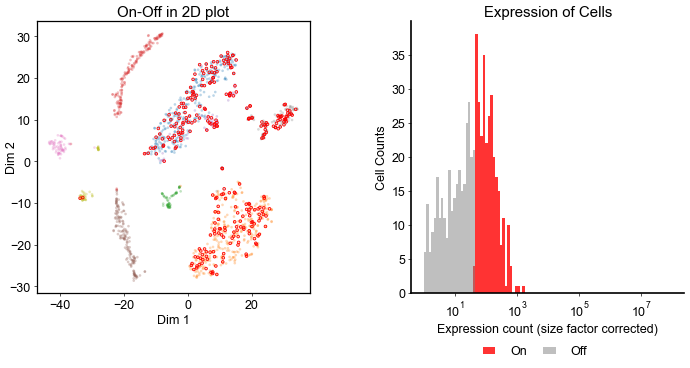 On-Off in 2D plot
Dim 2
30
20
10
0
−10
−20
−30
−40
−20
0
20
Dim 1
Expression of Cells
Cell Counts
35
30
25
20
15
10
5
0
10^1
10^3
10^5
10^7
Expression count (size factor corrected)
On
Off